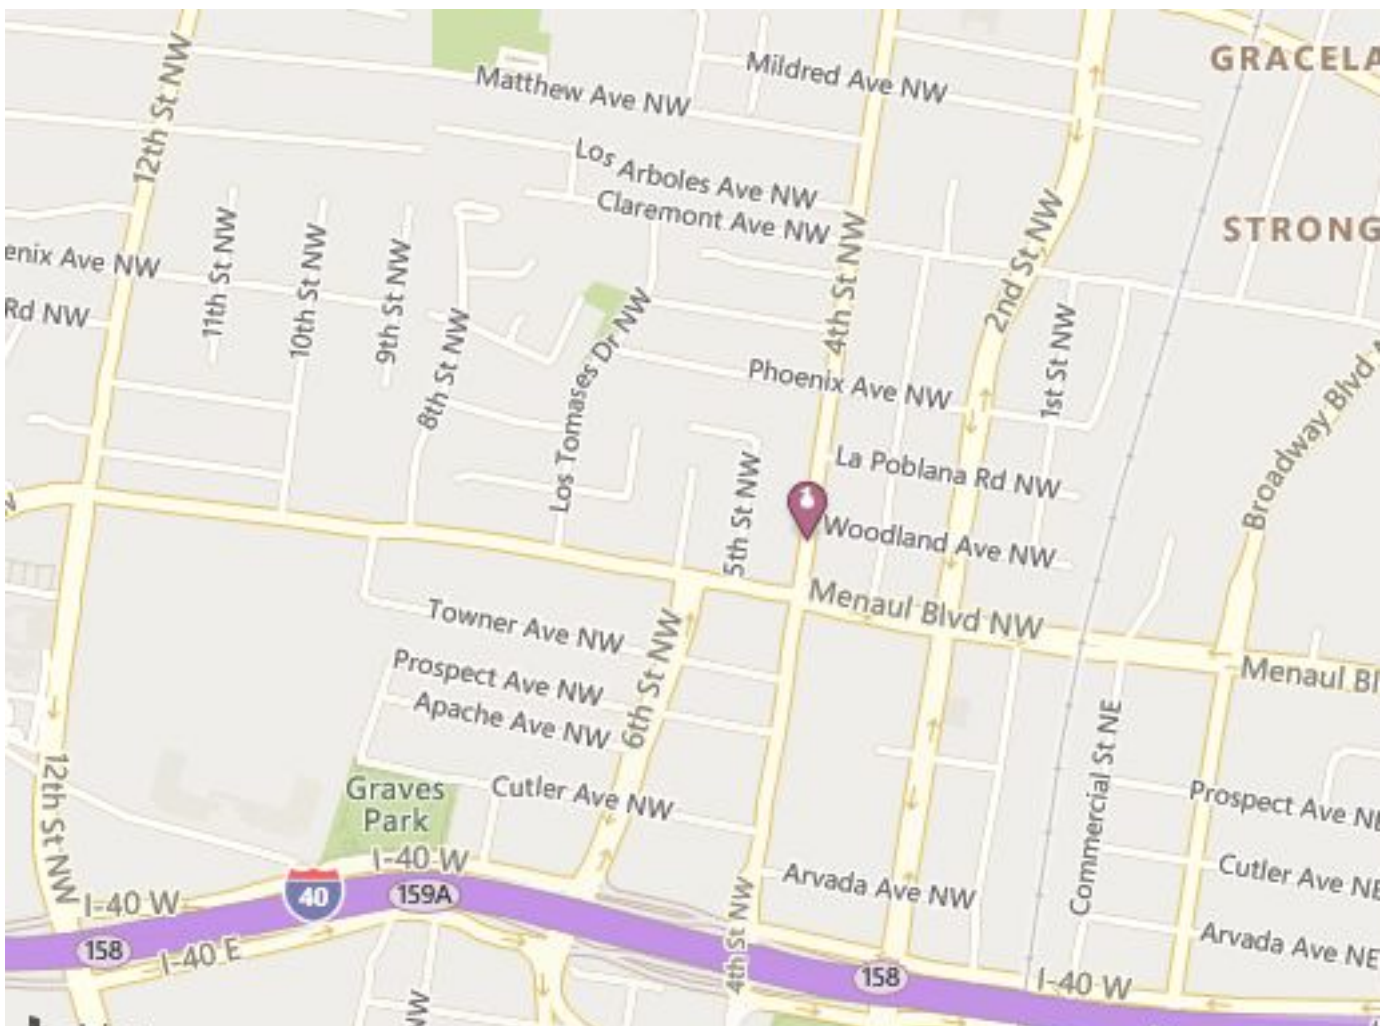 GRACELA
Mildred Ave NW
Matthew Ave NW
12th St NW
Los Arboles Ave NW
Claremont Ave NW
STRONG
enix Ave NW
11th St NW
10th St NW
9th St NW
8th St NW
Rd NW
Los Tomases Dr NW
4th St NW
2nd St NW
1st St NW
Phoenix Ave NW
Broadway Blvd
La Poblana Rd NW
5th St NW
Woodland Ave NW
Menaul Blvd NW
Towner Ave NW
Menaul Bl
Prospect Ave NW
6th St NW
Apache Ave NW
Commercial St NE
12th St NW
Graves
Park
Cutler Ave NW
Prospect Ave NE
I-40 W
Arvada Ave NW
Cutler Ave NE
40
159A
I-40 W
4th St NW
Arvada Ave NE
158
I-40 E
158
I-40 W
NW